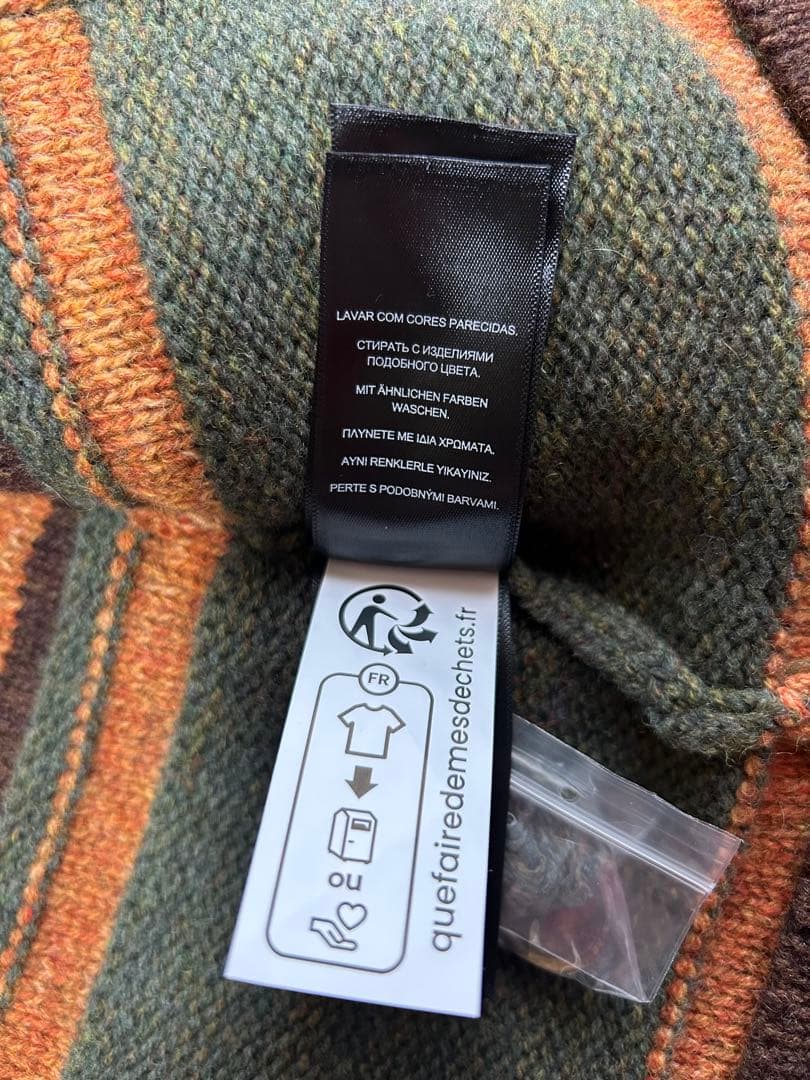 LAVAR COM CORES PARECIDAS.
СТИРАТЬ С ИЗДЕЛИЯМИ
ПОДОБНОГО ЦВЕТА.
MIT ÄHNLICHEN FARBEN
WASCHEN.
ΠΛΥΝΕΤΕ ΜΕ ΙΔΙΑ ΧΡΩΜΑΤΑ.
AYNI RENKLERLE YIKAYINIZ.
PERTE S PODOBNÝMI BARVAMI.
FR
OU
quefairedemesdechets.fr